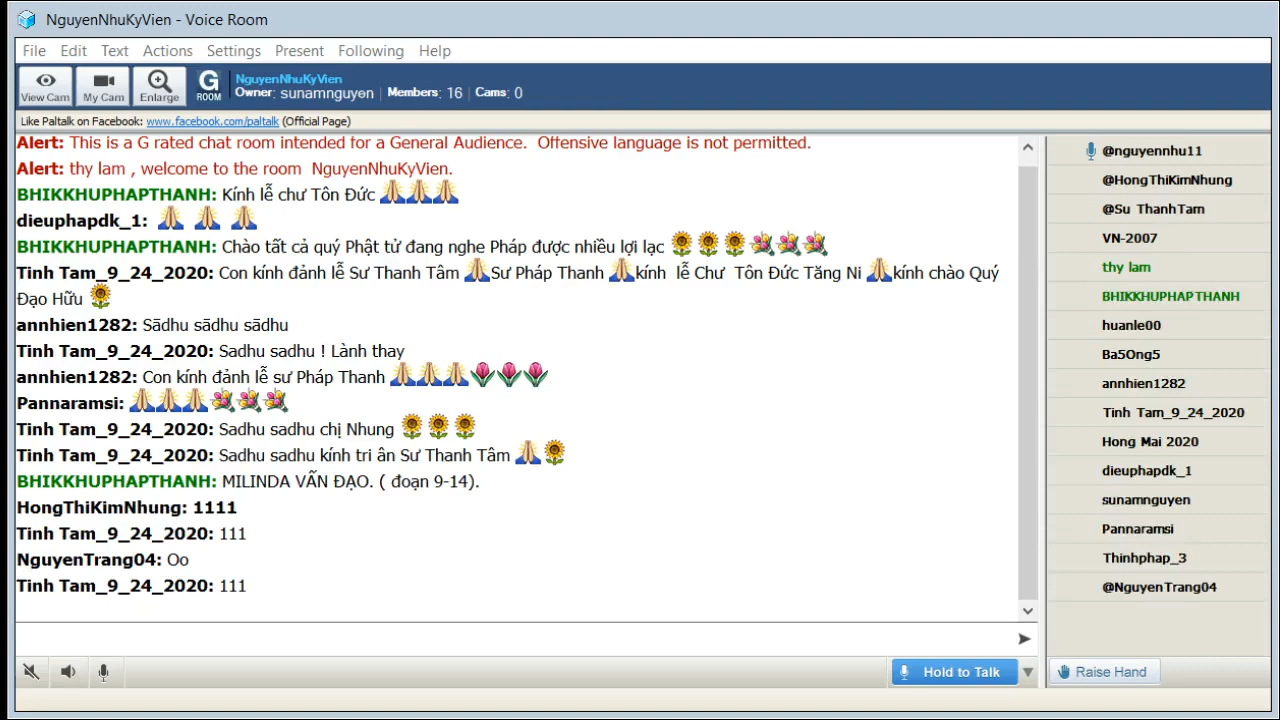 NguyenNhuKyVien - Voice Room
File Edit Text Actions Settings Present Following Help
View Cam My Cam Enlarge G ROOM NguyenNhuKyVien
Owner: sunamnguyen Members: 16 Cams: 0
Like Paltalk on Facebook: www.facebook.com/paltalk (Official Page)
Alert: This is a G rated chat room intended for a General Audience. Offensive language is not permitted.
Alert: thy lam , welcome to the room NguyenNhuKyVien.
BHIKKHUPHAPTHANH: Kính lễ chư Tôn Đức
dieuphapdk_1:
BHIKKHUPHAPTHANH: Chào tất cả quý Phật tử đang nghe Pháp được nhiều lợi lạc
Tinh Tam_9_24_2020: Con kính đảnh lễ Sư Thanh Tâm Sư Pháp Thanh kính lễ Chư Tôn Đức Tăng Ni kính chào Quý
Đạo Hữu
annhien1282: Sādhu sādhu sādhu
Tinh Tam_9_24_2020: Sadhu sadhu ! Lành thay
annhien1282: Con kính đảnh lễ sư Pháp Thanh
Pannaramsi:
Tinh Tam_9_24_2020: Sadhu sadhu chị Nhung
Tinh Tam_9_24_2020: Sadhu sadhu kính tri ân Sư Thanh Tâm
BHIKKHUPHAPTHANH: MILINDA VẤN ĐẠO. ( đoạn 9-14).
HongThiKimNhung: 1111
Tinh Tam_9_24_2020: 111
NguyenTrang04: Oo
Tinh Tam_9_24_2020: 111
Hold to Talk
@nguyennhu11
@HongThiKimNhung
@Su ThanhTam
VN-2007
thy lam
BHIKKHUPHAPTHANH
huanle00
Ba5Ong5
annhien1282
Tinh Tam_9_24_2020
Hong Mai 2020
dieuphapdk_1
sunamnguyen
Pannaramsi
Thinhphap_3
@NguyenTrang04
Raise Hand